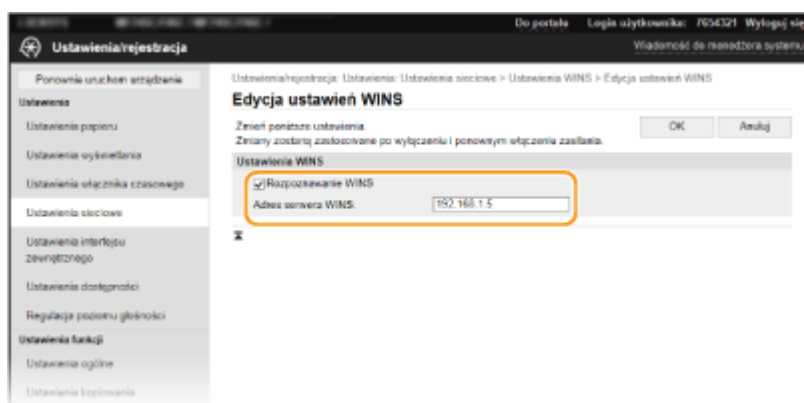 Do portalu Login użytkownika: 7654321 Wyloguj się
Ustawienia/rejestracja
Wiadomość do menedżera systemu
Ponownie uruchom urządzenie
Ustawienia/rejestracja: Ustawienia: Ustawienia sieciowe > Ustawienia WINS > Edycja ustawień WINS
Ustawienia
Edycja ustawień WINS
Ustawienia papieru
Zmień poniższe ustawienia.
OK
Anuluj
Zmiany zostaną zastosowane po wyłączeniu i ponownym włączeniu zasilania.
Ustawienia wyświetlania
Ustawienia WINS
Ustawienia włącznika czasowego
Rozpoznawanie WINS
Adres serwera WINS:
192.168.1.5
Ustawienia sieciowe
Ustawienia interfejsu
zewnętrznego
Ustawienia dostępności
Regulacja poziomu głośności
Ustawienia funkcji
Ustawienia ogólne
Ustawienia kopiowania